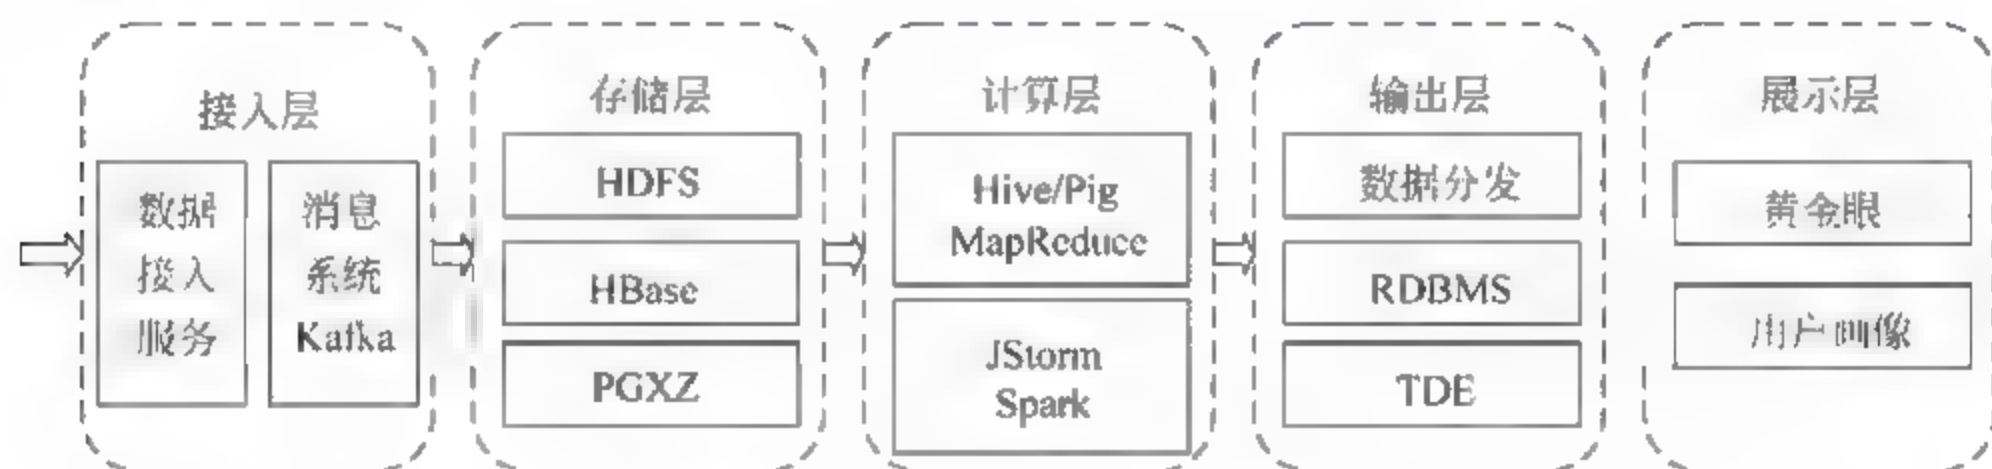 接入层
数据
接入
服务
消息
系统
Kafka
存储层
HDFS
HBase
PGXZ
计算层
Hive/Pig
MapReduce
JStorm
Spark
输出层
数据分发
RDBMS
TDE
展示层
黄金眼
用户画像